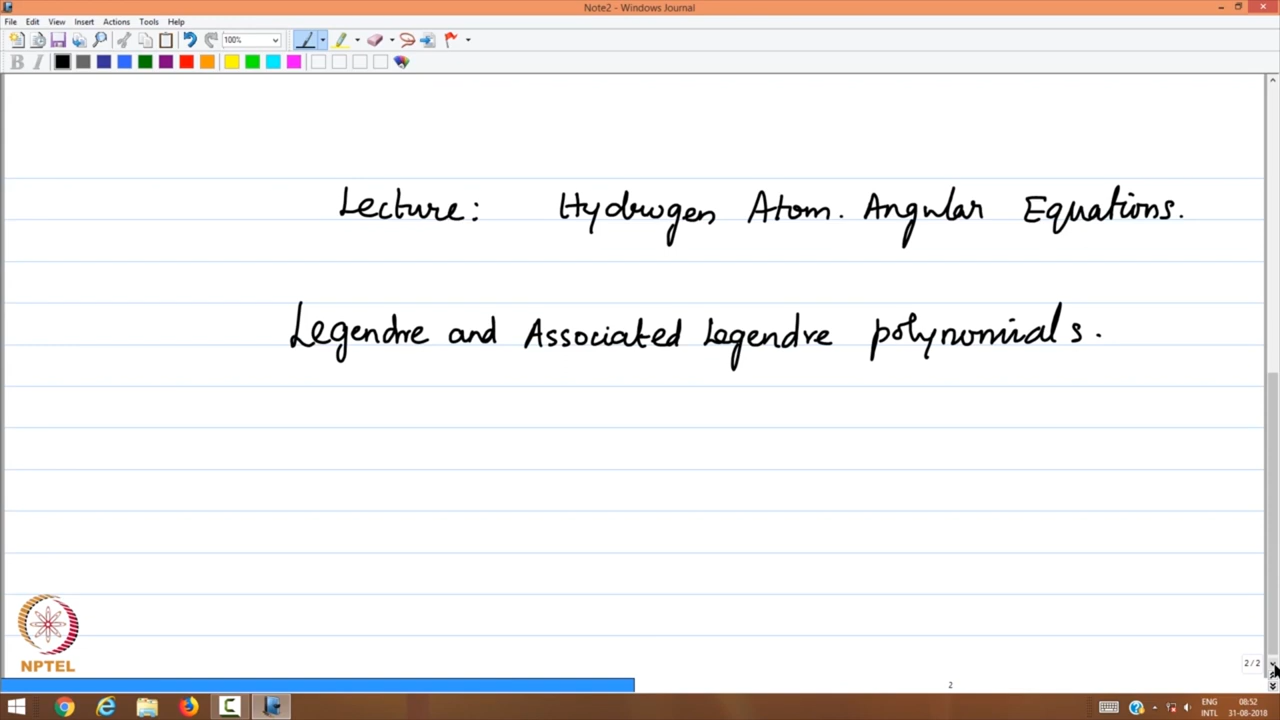 Note2 - Windows Journal
File Edit View Insert Actions Tools Help
100%
B I
Lecture: Hydrogen Atom. Angular Equations.
Legendre and Associated Legendre polynomials.
NPTEL
2 / 2
2
ENG 08:52
INTL 31-08-2018